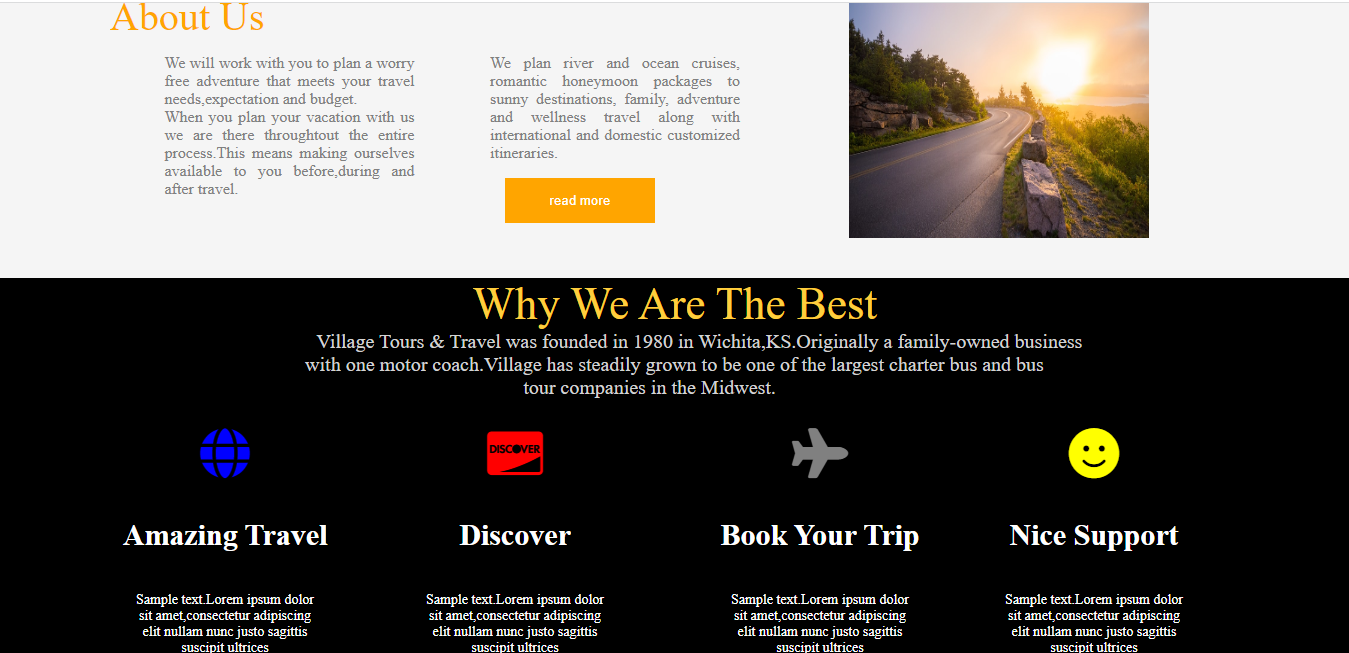 About Us
We will work with you to plan a worry
free adventure that meets your travel
needs,expectation and budget.
When you plan your vacation with us
we are there throughtout the entire
process.This means making ourselves
available to you before,during and
after travel.
We plan river and ocean cruises,
romantic honeymoon packages to
sunny destinations, family, adventure
and wellness travel along with
international and domestic customized
itineraries.
read more
Why We Are The Best
Village Tours & Travel was founded in 1980 in Wichita,KS.Originally a family-owned business
with one motor coach.Village has steadily grown to be one of the largest charter bus and bus
tour companies in the Midwest.
DISCOVER
Amazing Travel
Sample text.Lorem ipsum dolor
sit amet,consectetur adipiscing
elit nullam nunc justo sagittis
suscipit ultrices
Discover
Sample text.Lorem ipsum dolor
sit amet,consectetur adipiscing
elit nullam nunc justo sagittis
suscipit ultrices
Book Your Trip
Sample text.Lorem ipsum dolor
sit amet,consectetur adipiscing
elit nullam nunc justo sagittis
suscipit ultrices
Nice Support
Sample text.Lorem ipsum dolor
sit amet,consectetur adipiscing
elit nullam nunc justo sagittis
suscipit ultrices